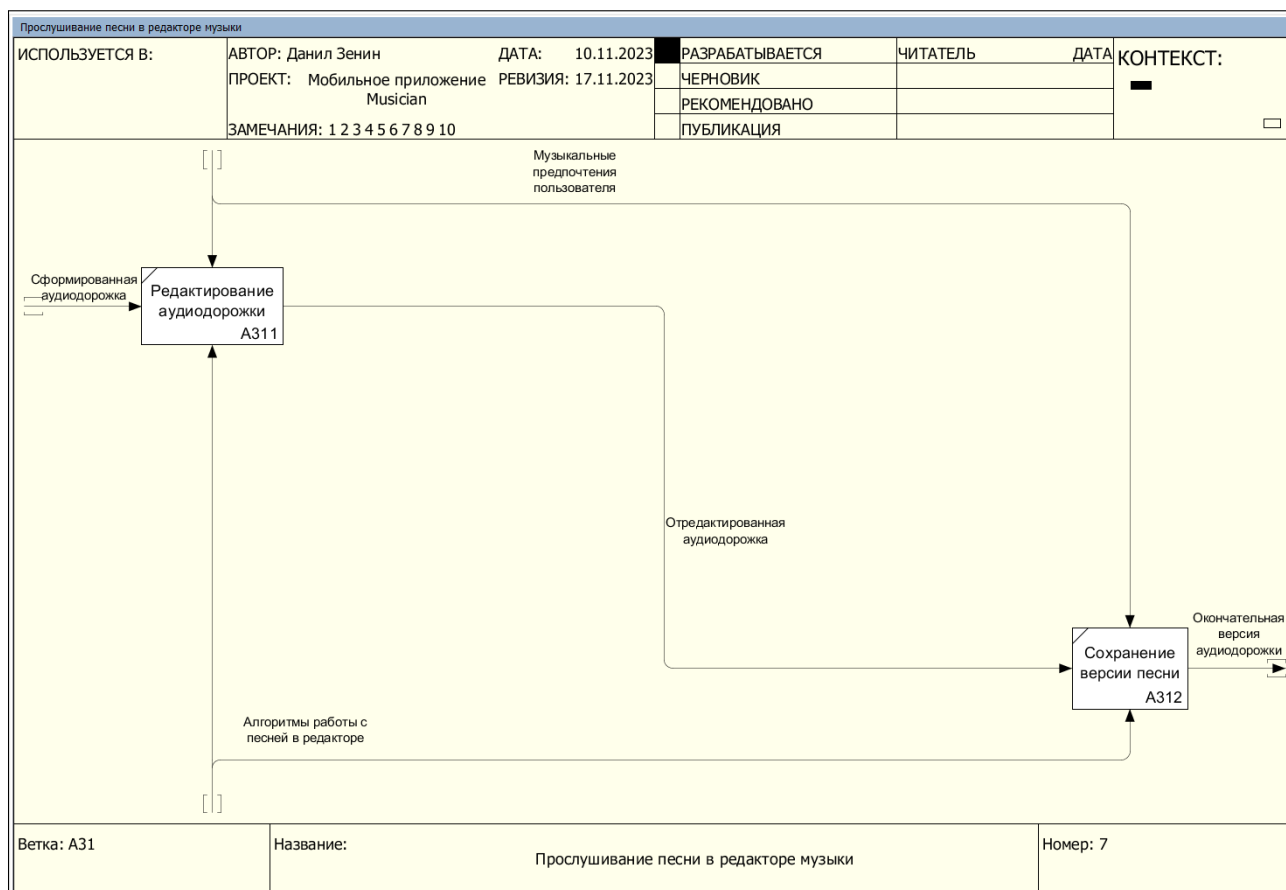 Прослушивание песни в редакторе музыки
ИСПОЛЬЗУЕТСЯ В:
АВТОР: Данил Зенин
ДАТА: 10.11.2023
ПРОЕКТ: Мобильное приложение
Musician
РЕВИЗИЯ: 17.11.2023
ЗАМЕЧАНИЯ: 1 2 3 4 5 6 7 8 9 10
РАЗРАБАТЫВАЕТСЯ
ЧЕРНОВИК
РЕКОМЕНДОВАНО
ПУБЛИКАЦИЯ
ЧИТАТЕЛЬ
ДАТА
КОНТЕКСТ:
Музыкальные
предпочтения
пользователя
Сформированная
аудиодорожка
Редактирование
аудиодорожки
A311
Отредактированная
аудиодорожка
Окончательная
версия
аудиодорожки
Сохранение
версии песни
A312
Алгоритмы работы с
песней в редакторе
Ветка: A31
Название:
Прослушивание песни в редакторе музыки
Номер: 7